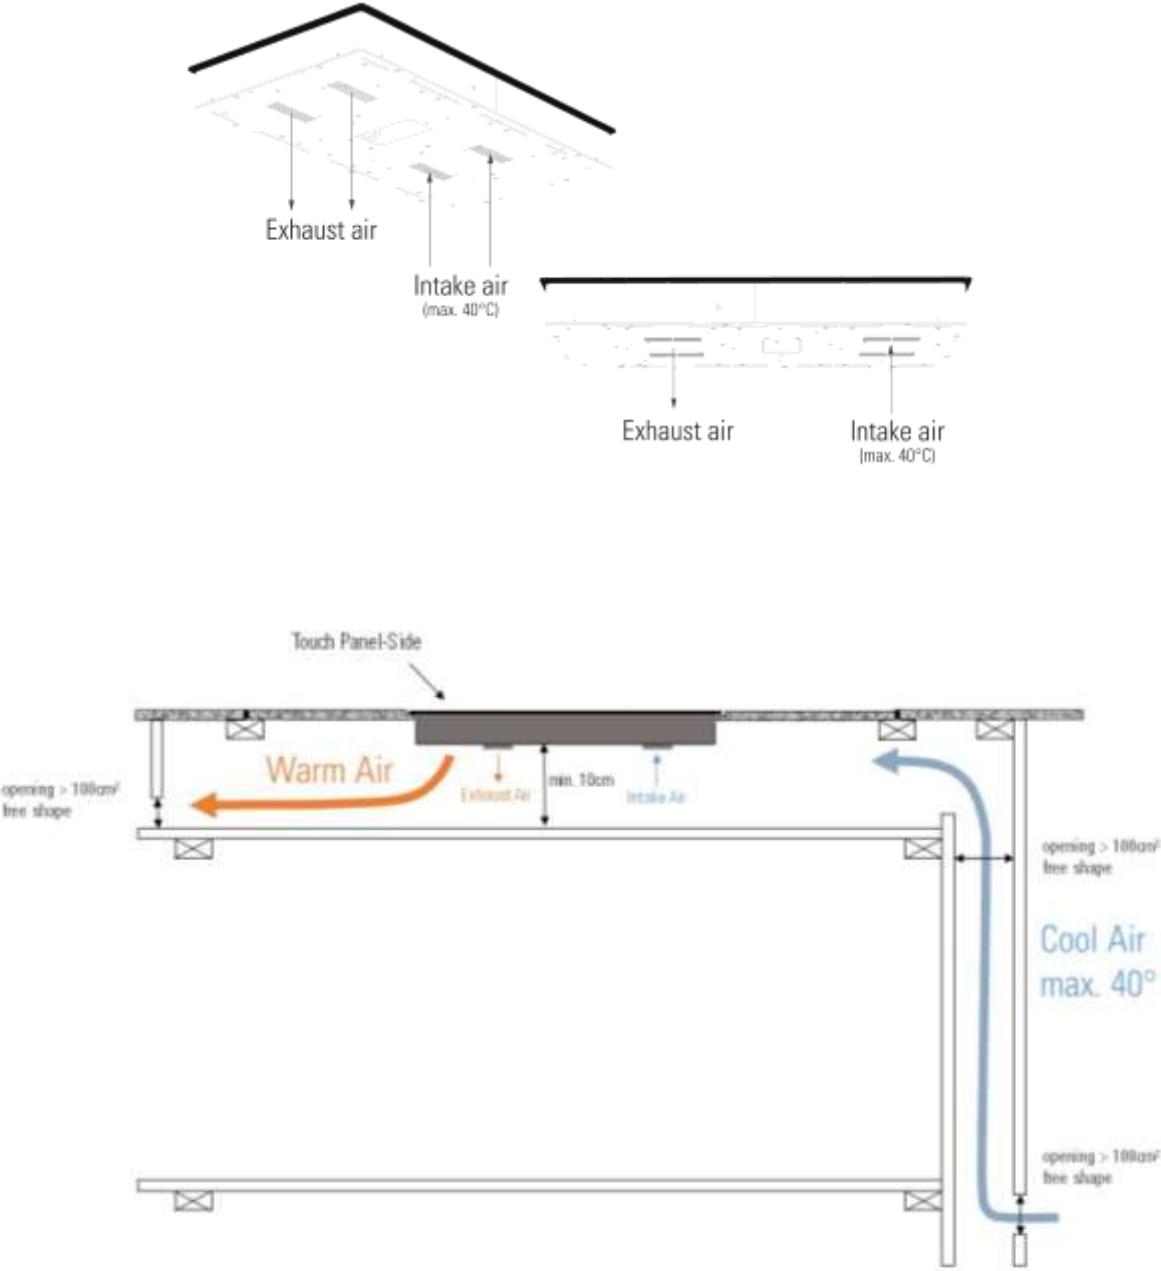 Exhaust air
Intake air
(max. 40°C)
Exhaust air
Intake air
(max. 40°C)
Touch Panel-Side
Warm Air
Exhaust Air
min. 10cm
Intake Air
opening > 100cm²
free shape
opening > 100cm²
free shape
Cool Air
max. 40°
opening > 100cm²
free shape